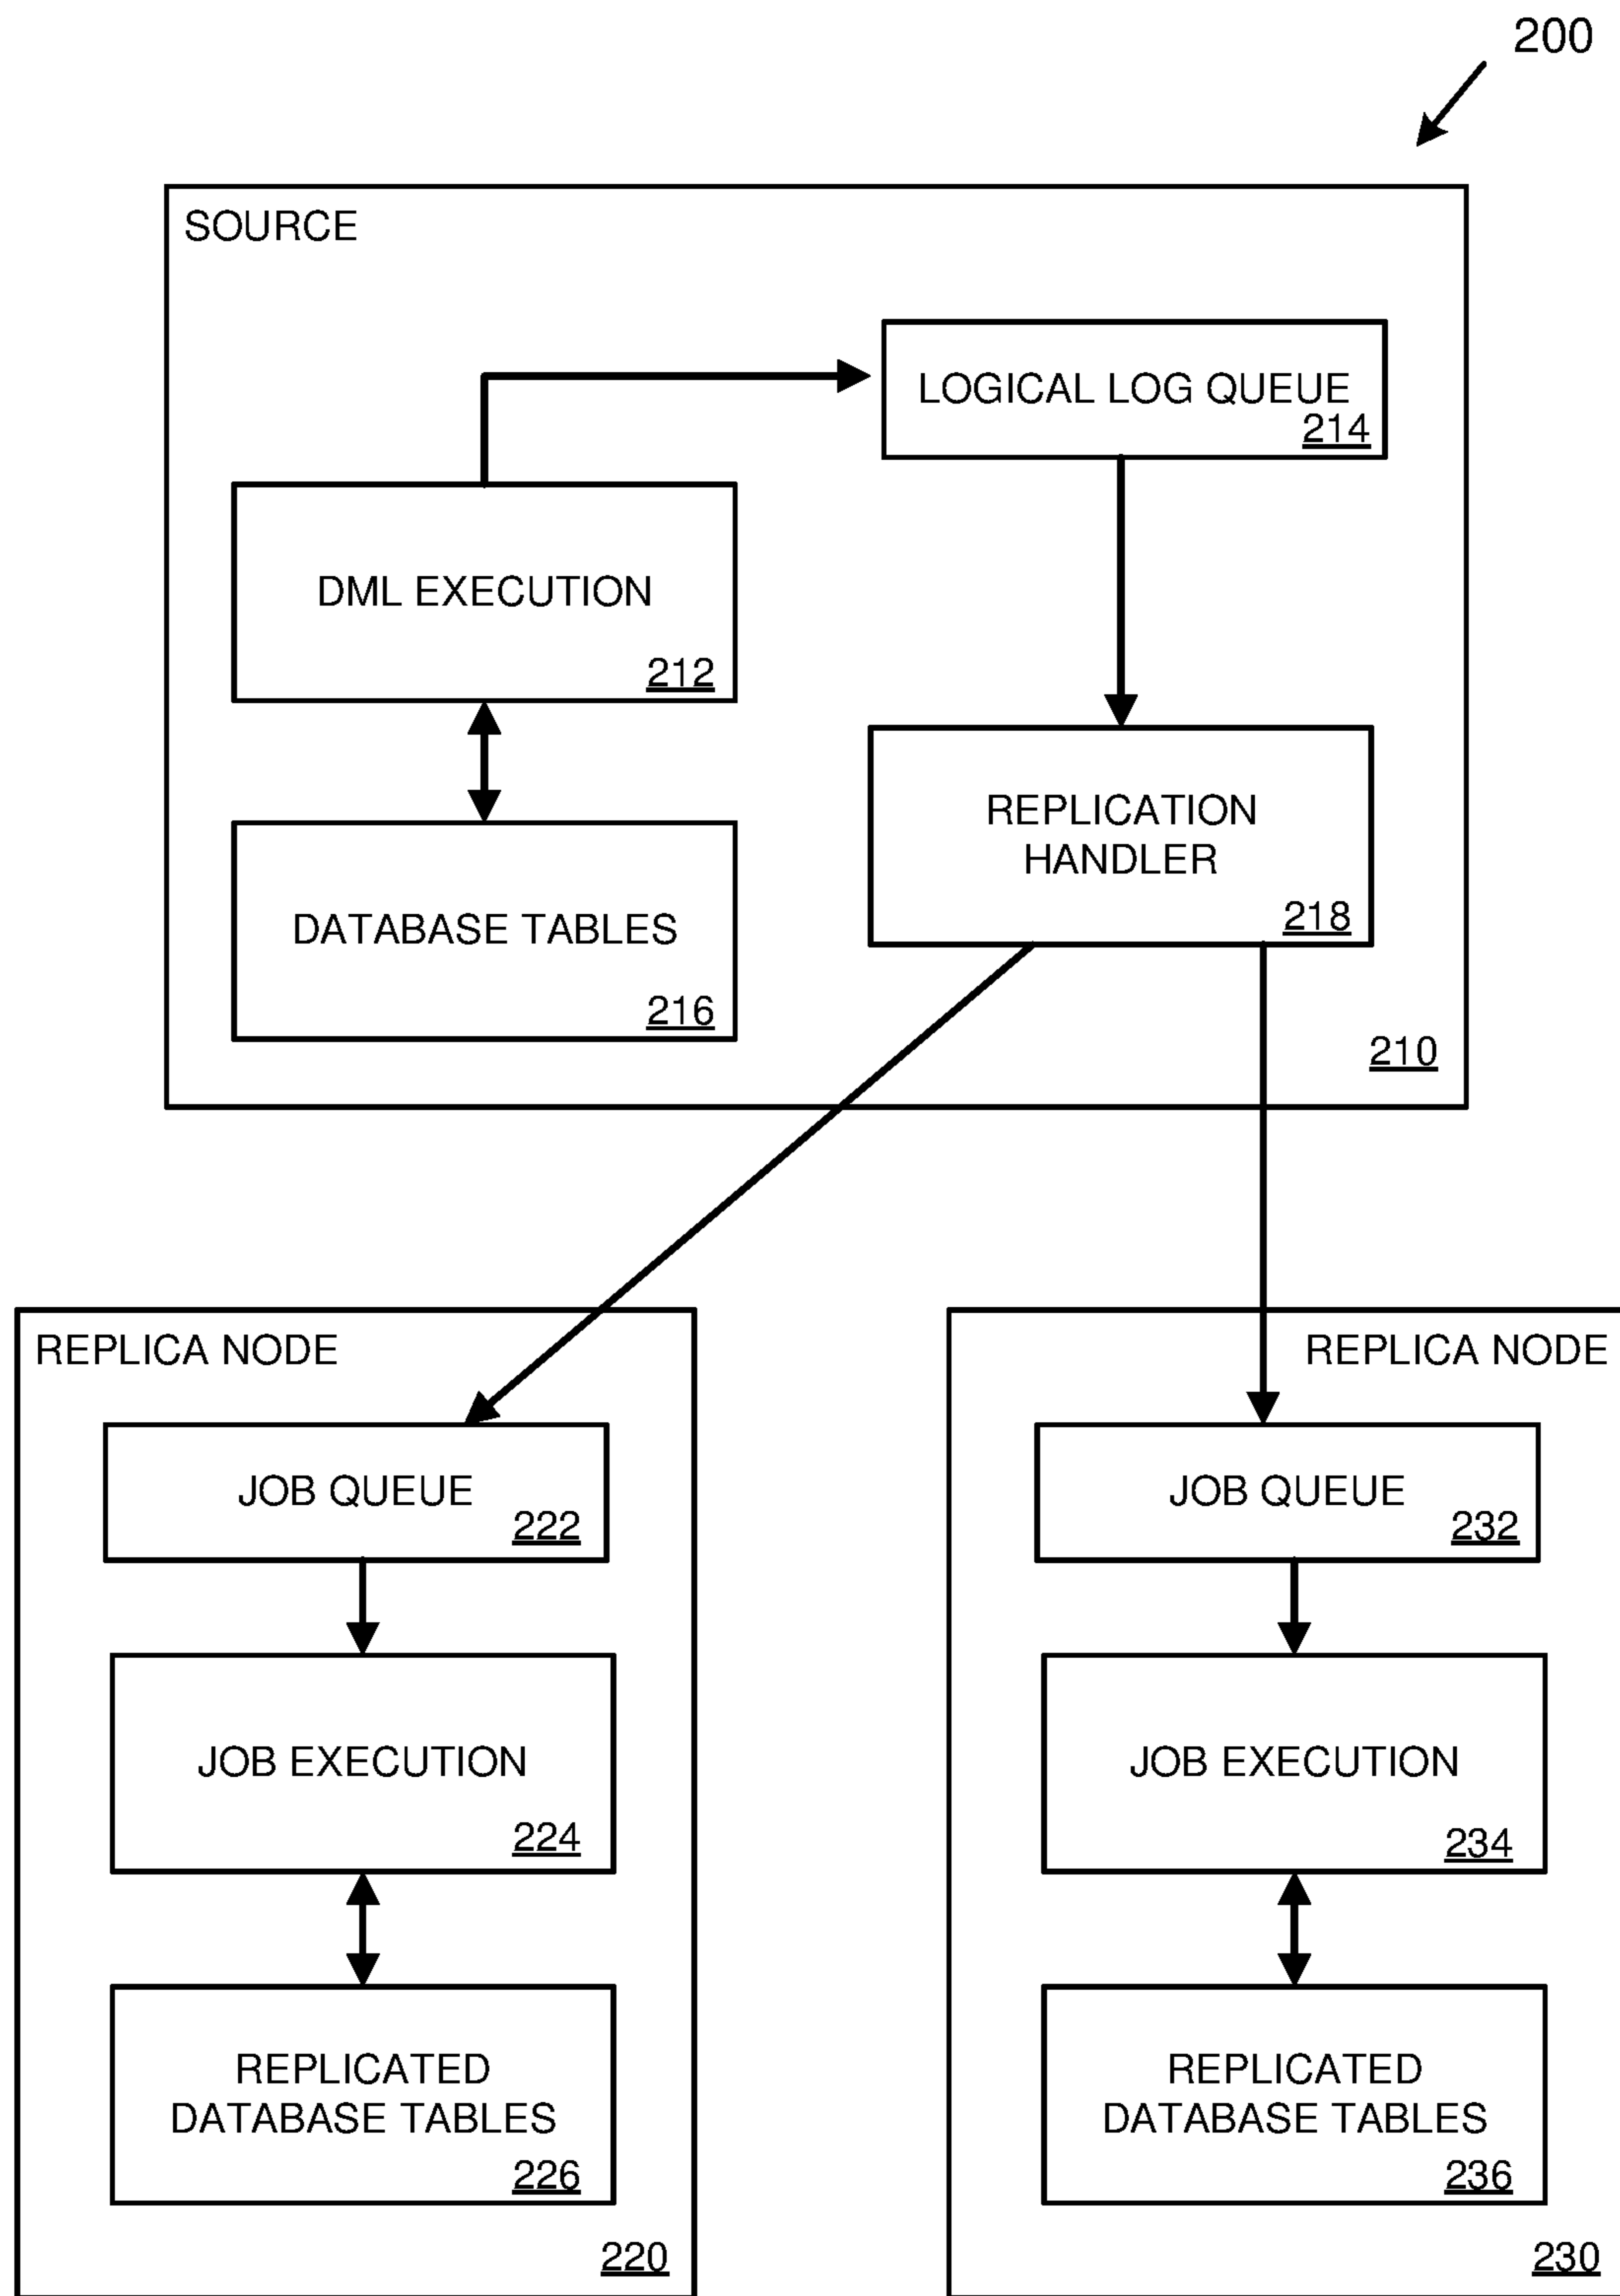 200
SOURCE
LOGICAL LOG QUEUE
214
DML EXECUTION
212
REPLICATION
HANDLER
218
DATABASE TABLES
216
210
REPLICA NODE
JOB QUEUE
222
JOB EXECUTION
224
REPLICATED
DATABASE TABLES
226
220
REPLICA NODE
JOB QUEUE
232
JOB EXECUTION
234
REPLICATED
DATABASE TABLES
236
230